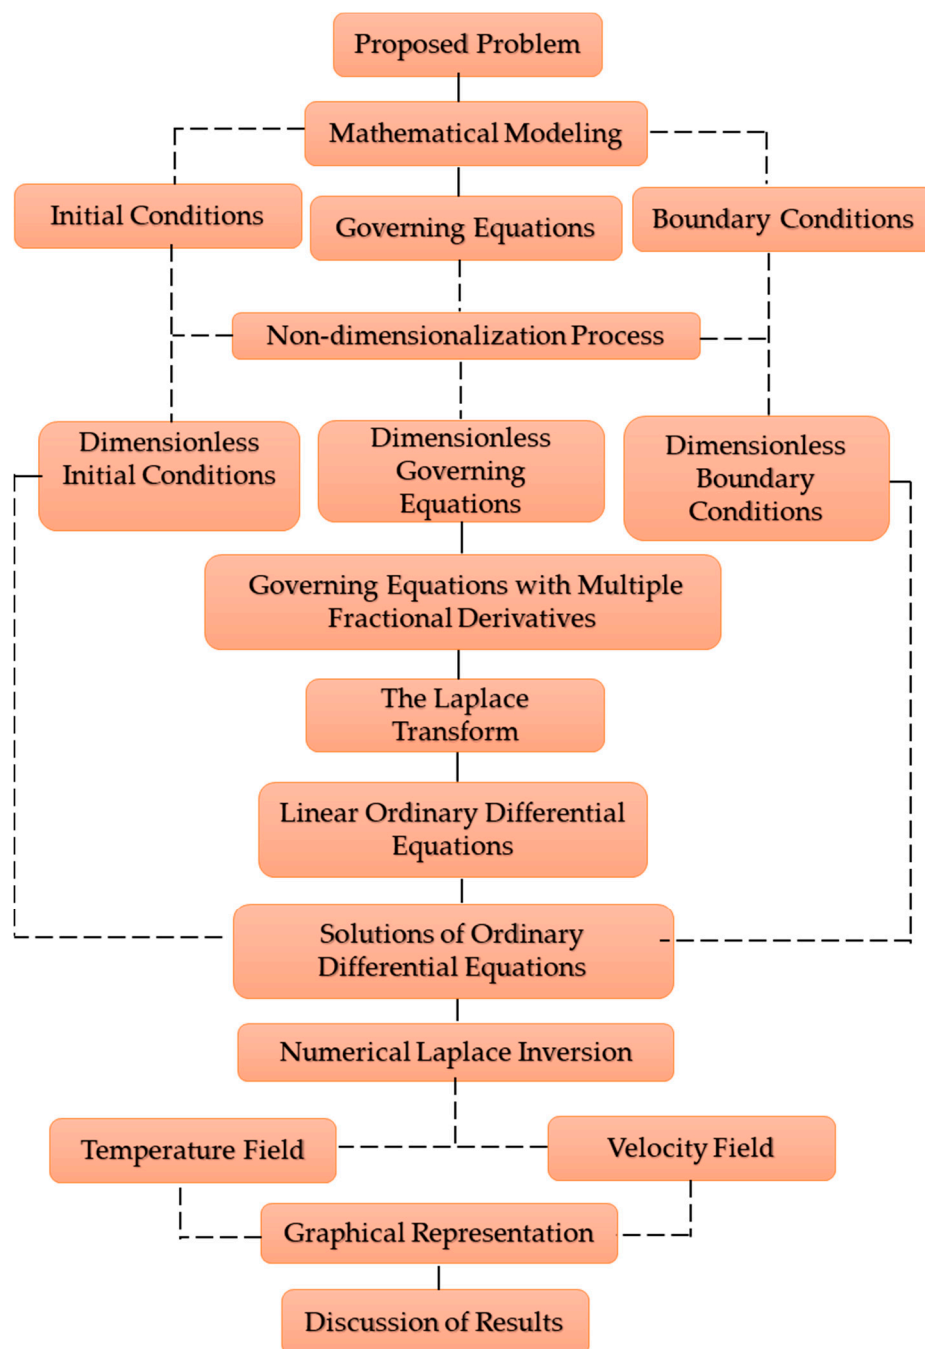 Proposed Problem
Mathematical Modeling
Initial Conditions
Governing Equations
Boundary Conditions
Non-dimensionalization Process
Dimensionless
Initial Conditions
Dimensionless
Governing
Equations
Dimensionless
Boundary
Conditions
Governing Equations with Multiple
Fractional Derivatives
The Laplace
Transform
Linear Ordinary Differential
Equations
Solutions of Ordinary
Differential Equations
Numerical Laplace Inversion
Temperature Field
Velocity Field
Graphical Representation
Discussion of Results